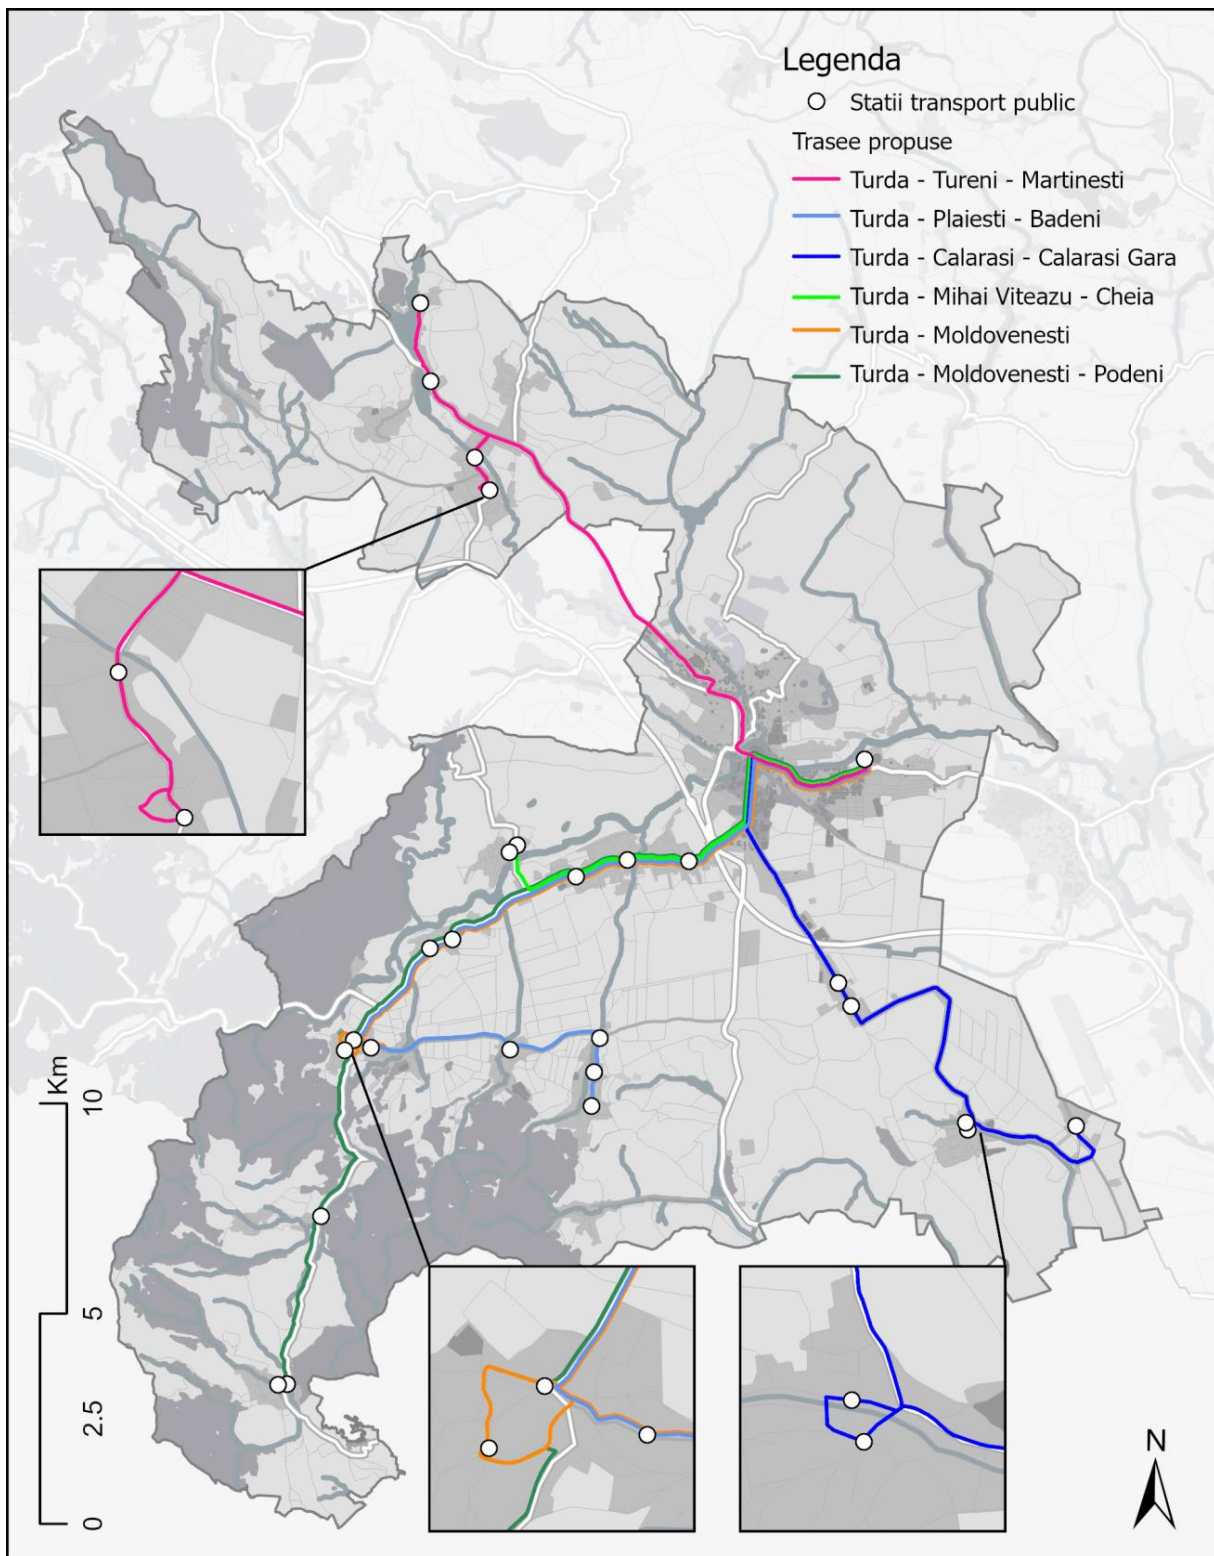 Legenda
Statii transport public
Trasee propuse
Turda - Tureni - Martinesti
Turda - Plaiesti - Badeni
Turda - Calarasi - Calarasi Gara
Turda - Mihai Viteazu - Cheia
Turda - Moldovenesti
Turda - Moldovenesti - Podeni
Km
10
5
2.5
0
N